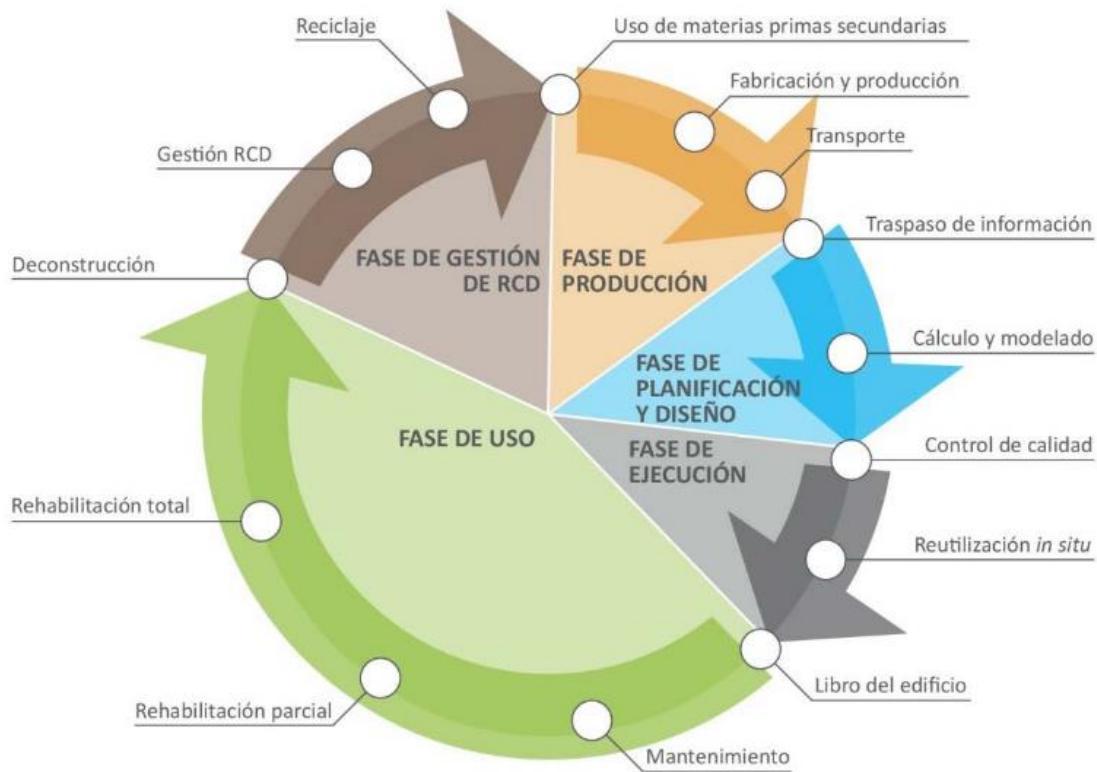 Reciclaje
Uso de materias primas secundarias
Fabricación y producción
Gestión RCD
Transporte
Traspaso de información
Deconstrucción
FASE DE GESTIÓN
DE RCD
FASE DE
PRODUCCIÓN
Cálculo y modelado
FASE DE
PLANIFICACIÓN
Y DISEÑO
FASE DE USO
Control de calidad
FASE DE
EJECUCIÓN
Rehabilitación total
Reutilización in situ
Libro del edificio
Rehabilitación parcial
Mantenimiento